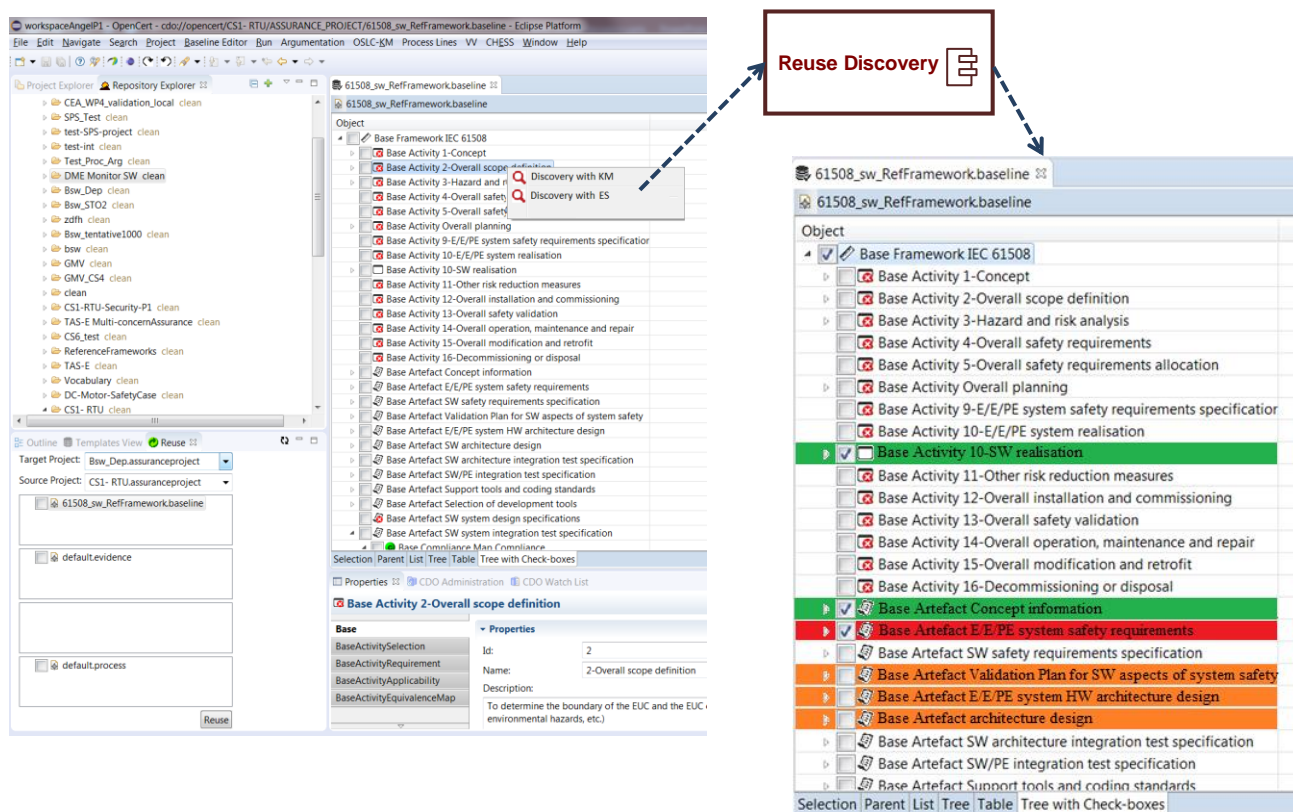 workspaceAngelP1 - OpenCert - cdo://opencert/CS1- RTU/ASSURANCE_PROJECT/61508_sw_RefFramework.baseline - Eclipse Platform
File Edit Navigate Search Project Baseline Editor Run Argumentation OSLC-KM Process Lines VV CHESS Window Help
Project Explorer Repository Explorer
CEA_WP4_validation_local clean
SPS_Test clean
test-SPS-project clean
test-int clean
Test_Proc_Arg clean
DME Monitor SW clean
Bsw_Dep clean
Bsw_STO2 clean
zdfh clean
Bsw_tentative1000 clean
bsw clean
GMV clean
GMV_CS4 clean
clean
CS1-RTU-Security-P1 clean
TAS-E Multi-concernAssurance clean
CS6_test clean
ReferenceFrameworks clean
TAS-E clean
Vocabulary clean
DC-Motor-SafetyCase clean
CS1- RTU clean
Outline Templates View Reuse
Target Project: Bsw_Dep.assuranceproject
Source Project: CS1- RTU.assuranceproject
61508_sw_RefFramework.baseline
default.evidence
default.process
Reuse
61508_sw_RefFramework.baseline
61508_sw_RefFramework.baseline
Object
Base Framework IEC 61508
Base Activity 1-Concept
Base Activity 2-Overall scope definition
Base Activity 3-Hazard and r
Base Activity 4-Overall safety
Base Activity 5-Overall safety
Discovery with KM
Discovery with ES
Base Activity Overall planning
Base Activity 9-E/E/PE system safety requirements specification
Base Activity 10-E/E/PE system realisation
Base Activity 10-SW realisation
Base Activity 11-Other risk reduction measures
Base Activity 12-Overall installation and commissioning
Base Activity 13-Overall safety validation
Base Activity 14-Overall operation, maintenance and repair
Base Activity 15-Overall modification and retrofit
Base Activity 16-Decommissioning or disposal
Base Artefact Concept information
Base Artefact E/E/PE system safety requirements
Base Artefact SW safety requirements specification
Base Artefact Validation Plan for SW aspects of system safety
Base Artefact E/E/PE system HW architecture design
Base Artefact SW architecture design
Base Artefact SW architecture integration test specification
Base Artefact SW/PE integration test specification
Base Artefact Support tools and coding standards
Base Artefact Selection of development tools
Base Artefact SW system design specifications
Base Artefact SW system integration test specification
Base Compliance Map Compliance
Selection Parent List Tree Table Tree with Check-boxes
Properties CDO Administration CDO Watch List
Base Activity 2-Overall scope definition
Base
BaseActivitySelection
BaseActivityRequirement
BaseActivityApplicability
BaseActivityEquivalenceMap
Properties
Id: 2
Name: 2-Overall scope definition
Description:
To determine the boundary of the EUC and the EUC
environmental hazards, etc.)
Reuse Discovery
61508_sw_RefFramework.baseline
61508_sw_RefFramework.baseline
Object
Base Framework IEC 61508
Base Activity 1-Concept
Base Activity 2-Overall scope definition
Base Activity 3-Hazard and risk analysis
Base Activity 4-Overall safety requirements
Base Activity 5-Overall safety requirements allocation
Base Activity Overall planning
Base Activity 9-E/E/PE system safety requirements specification
Base Activity 10-E/E/PE system realisation
Base Activity 10-SW realisation
Base Activity 11-Other risk reduction measures
Base Activity 12-Overall installation and commissioning
Base Activity 13-Overall safety validation
Base Activity 14-Overall operation, maintenance and repair
Base Activity 15-Overall modification and retrofit
Base Activity 16-Decommissioning or disposal
Base Artefact Concept information
Base Artefact E/E/PE system safety requirements
Base Artefact SW safety requirements specification
Base Artefact Validation Plan for SW aspects of system safety
Base Artefact E/E/PE system HW architecture design
Base Artefact architecture design
Base Artefact SW architecture integration test specification
Base Artefact SW/PE integration test specification
Base Artefact Support tools and coding standards
Selection Parent List Tree Table Tree with Check-boxes